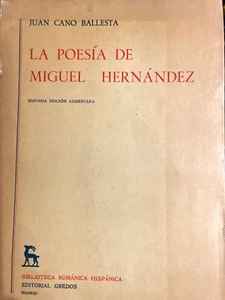 JUAN CANO BALLESTA
LA POESÍA DE
MIGUEL HERNÁNDEZ
SEGUNDA EDICIÓN AUMENTADA
BIBLIOTECA ROMÁNICA HISPÁNICA
EDITORIAL GREDOS
MADRID